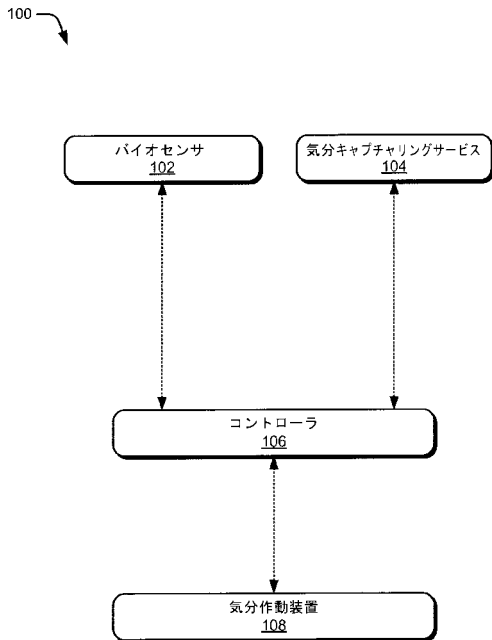 100
バイオセンサ
102
気分キャプチャリングサービス
104
コントローラ
106
気分作動装置
108